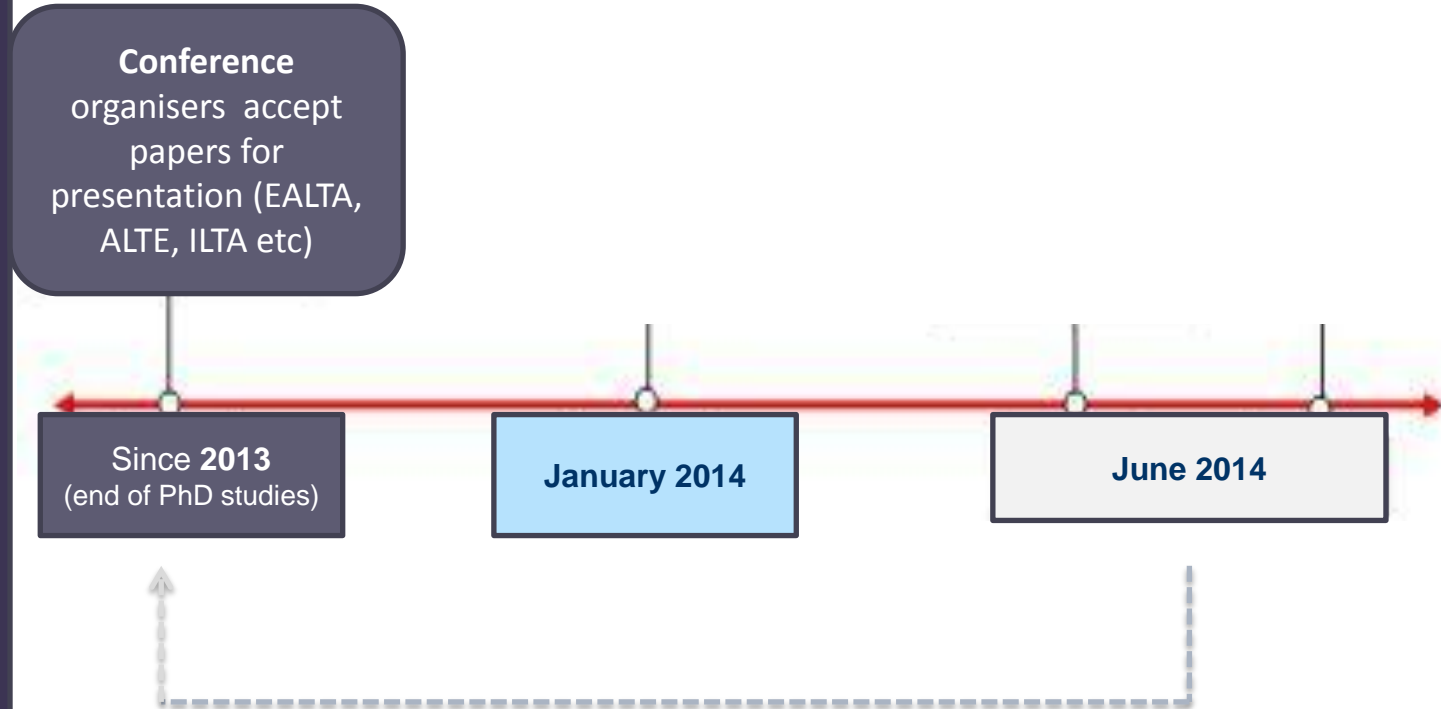 Conference
organisers accept
papers for
presentation (EALTA,
ALTE, ILTA etc)
Since 2013
(end of PhD studies)
January 2014
June 2014